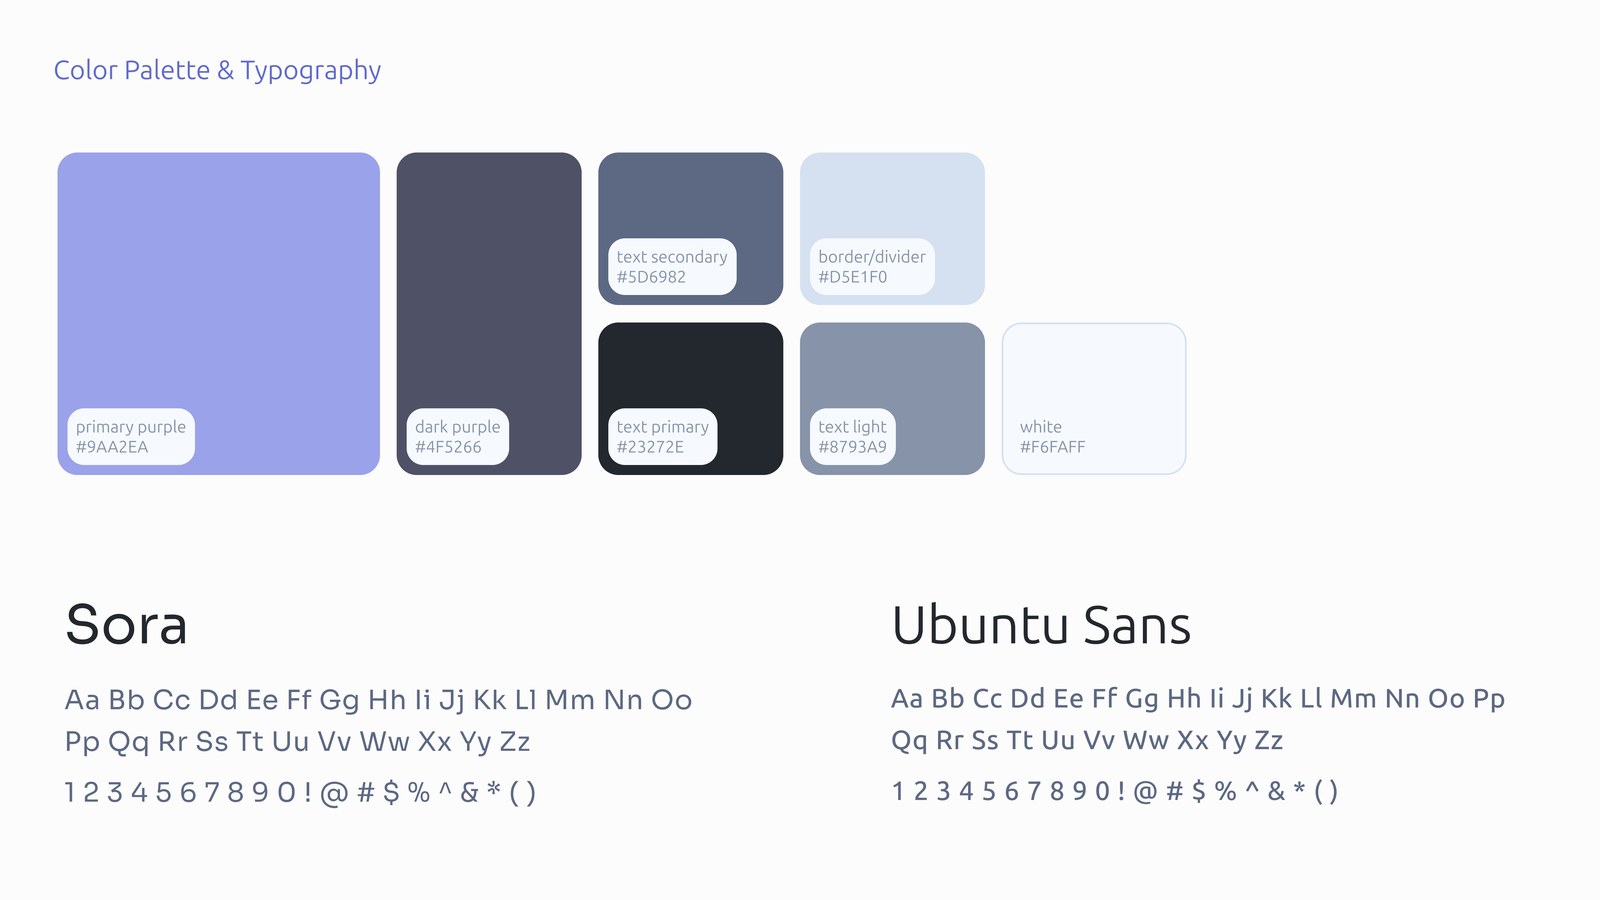 Color Palette & Typography
primary purple
#9AA2EA
dark purple
#4F5266
text secondary
#5D6982
text primary
#23272E
border/divider
#D5E1F0
text light
#8793A9
white
#F6FAFF
Sora
Aa Bb Cc Dd Ee Ff Gg Hh Ii Jj Kk Ll Mm Nn Oo
Pp Qq Rr Ss Tt Uu Vv Ww Xx Yy Zz
1 2 3 4 5 6 7 8 9 0 ! @ # $ % ^ & * ( )
Ubuntu Sans
Aa Bb Cc Dd Ee Ff Gg Hh Ii Jj Kk Ll Mm Nn Oo Pp
Qq Rr Ss Tt Uu Vv Ww Xx Yy Zz
1 2 3 4 5 6 7 8 9 0 ! @ # $ % ^ & * ( )